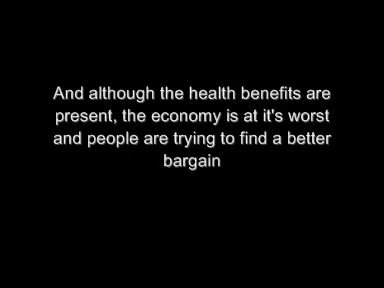 And although the health benefits are
present, the economy is at it's worst
and people are trying to find a better
bargain